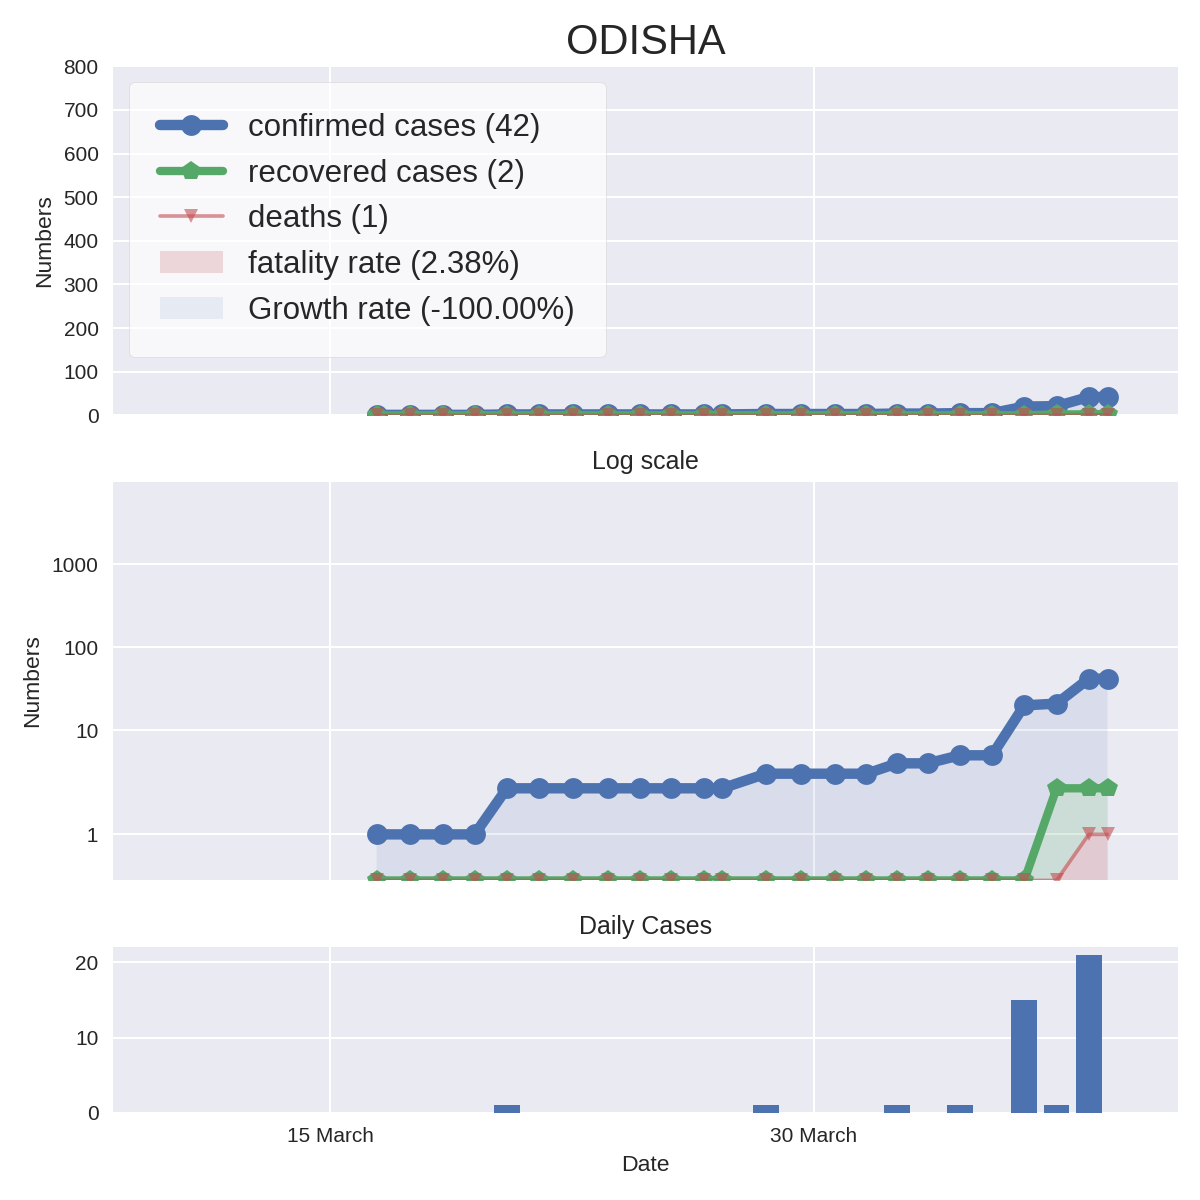 ODISHA
800
700
600
500
400
300
200
100
0
Numbers
confirmed cases (42)
recovered cases (2)
deaths (1)
fatality rate (2.38%)
Growth rate (-100.00%)
Log scale
1000
100
10
1
Numbers
Daily Cases
20
10
0
15 March
30 March
Date